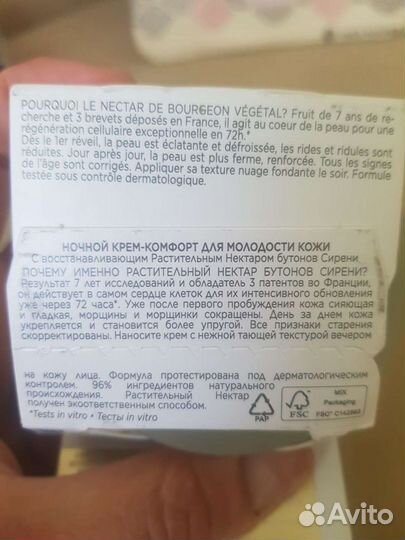 POURQUOI LE NECTAR DE BOURGEON VÉGÉTAL? Fruit de 7 ans de re-
cherche et 3 brevets déposés en France, il agit au coeur de la peau pour une
régénération cellulaire exceptionnelle en 72h.*
Dès le 1er réveil, la peau est éclatante et défroissée, les rides et ridules sont
réduites. Jour après jour, la peau est plus ferme, renforcée. Tous les signes
de l'âge sont corrigés. Appliquer sa texture nuage fondante le soir. Formule
testée sous contrôle dermatologique.
НОЧНОЙ КРЕМ-КОМФОРТ ДЛЯ МОЛОДОСТИ КОЖИ
С восстанавливающим Растительным Нектаром бутонов Сирени
ПОЧЕМУ ИМЕННО РАСТИТЕЛЬНЫЙ НЕКТАР БУТОНОВ СИРЕНИ?
Результат 7 лет исследований и обладатель 3 патентов во Франции,
он действует в самом сердце клеток для их интенсивного обновления
уже через 72 часа*. Уже после первого пробуждения кожа сияющая
и гладкая, морщины и морщинки сокращены. День за днем кожа
укрепляется и становится более упругой. Все признаки старения
скорректированы. Наносите крем с нежной тающей текстурой вечером
на кожу лица. Формула протестирована под дерматологическим
контролем. 96% ингредиентов натурального
происхождения. Растительный Нектар
получен экоответственным способом.
*Tests in vitro • Тесты in vitro
PAP
FSC
MIX
Packaging
FSC®
Avito